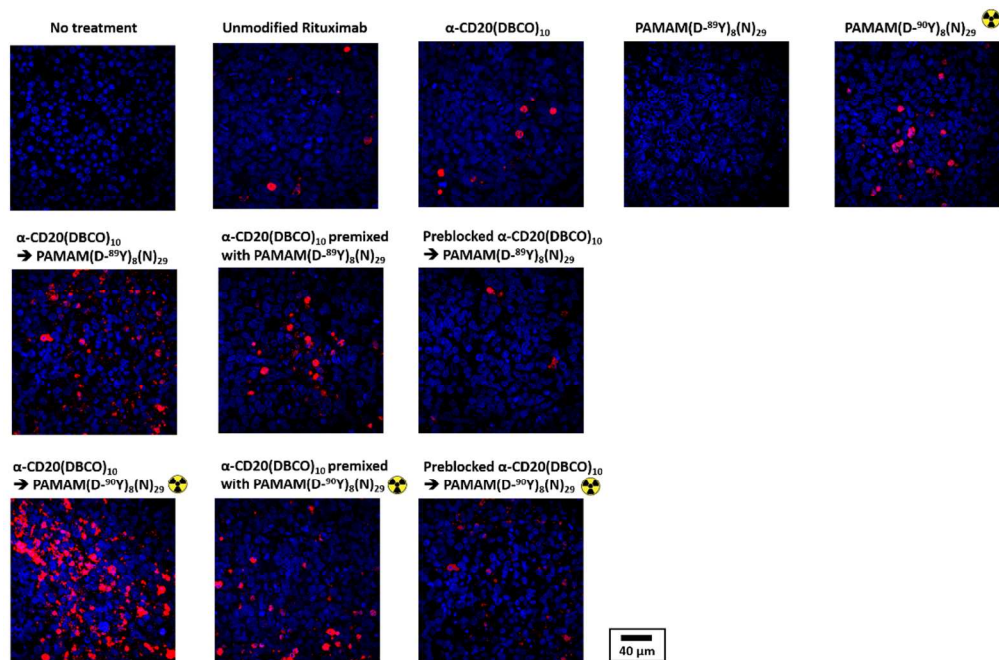 No treatment
Unmodified Rituximab
α-CD20(DBCO)₁₀
PAMAM(D-⁸⁹Y)₈(N)₂₉
PAMAM(D-⁹⁰Y)₈(N)₂₉
α-CD20(DBCO)₁₀
➔ PAMAM(D-⁸⁹Y)₈(N)₂₉
α-CD20(DBCO)₁₀ premixed
with PAMAM(D-⁸⁹Y)₈(N)₂₉
Preblocked α-CD20(DBCO)₁₀
➔ PAMAM(D-⁸⁹Y)₈(N)₂₉
α-CD20(DBCO)₁₀
➔ PAMAM(D-⁹⁰Y)₈(N)₂₉
α-CD20(DBCO)₁₀ premixed
with PAMAM(D-⁹⁰Y)₈(N)₂₉
Preblocked α-CD20(DBCO)₁₀
➔ PAMAM(D-⁹⁰Y)₈(N)₂₉
40 µm